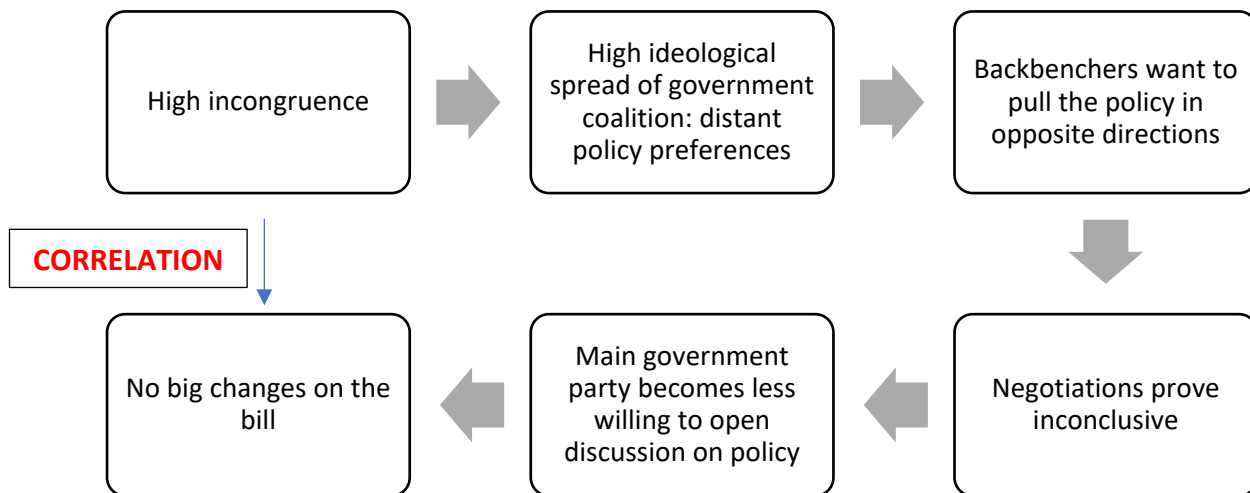 High incongruence
High ideological
spread of government
coalition: distant
policy preferences
Backbenchers want to
pull the policy in
opposite directions
CORRELATION
No big changes on the
bill
Main government
party becomes less
willing to open
discussion on policy
Negotiations prove
inconclusive